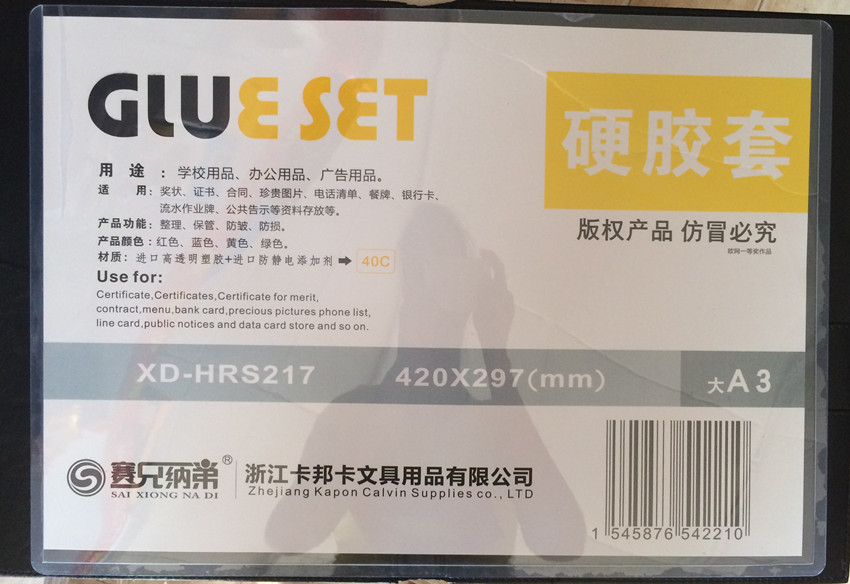 GLUE SET
硬胶套
版权产品 仿冒必究
用途：学校用品、办公用品、广告用品。
适用：奖状、证书、合同、珍贵图片、电话清单、餐牌、银行卡、
流水作业牌、公共告示等资料存放等。
产品功能：整理、保管、防皱、防损。
产品颜色：红色、蓝色、黄色、绿色。
材质：进口高透明塑胶+进口防静电添加剂➡ 40C
Use for:
Certificate,Certificates,Certificate for merit,
contract,menu,bank card,precious pictures phone list,
line card,public notices and data card store and so on.
XD-HRS217 420X297(mm) 大A3
赛兄纳弟® 浙江卡邦卡文具用品有限公司
SAI XIONG NA DI Zhejiang Kapon Calvin Supplies co., LTD
1 545876 542210